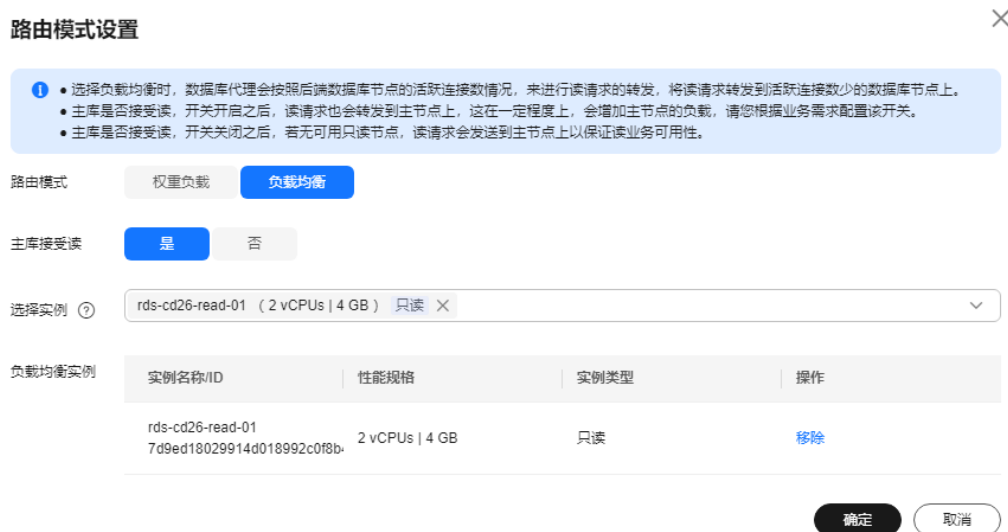 路由模式设置
● 选择负载均衡时，数据库代理会按照后端数据库节点的活跃连接数情况，来进行读请求的转发，将读请求转发到活跃连接数少的数据库节点上。
● 主库是否接受读，开关开启之后，读请求也会转发到主节点上，这在一定程度上，会增加主节点的负载，请您根据业务需求配置该开关。
● 主库是否接受读，开关关闭之后，若无可用只读节点，读请求会发送到主节点上以保证读业务可用性。
路由模式 权重负载 负载均衡
主库接受读 是 否
选择实例 ? rds-cd26-read-01 （2 vCPUs | 4 GB） 只读
负载均衡实例 实例名称/ID 性能规格 实例类型 操作
rds-cd26-read-01
7d9ed18029914d018992c0f8b 2 vCPUs | 4 GB 只读 移除
确定 取消